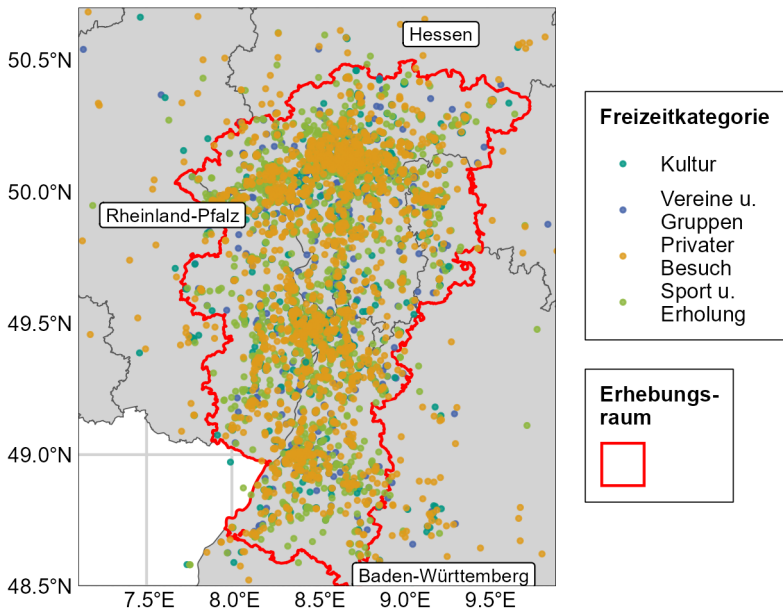 Hessen
50.5°N
50.0°N
Rheinland-Pfalz
49.5°N
49.0°N
48.5°N
Baden-Württemberg
7.5°E
8.0°E
8.5°E
9.0°E
9.5°E
Freizeitkategorie
Kultur
Vereine u.
Gruppen
Privater
Besuch
Sport u.
Erholung
Erhebungs-
raum